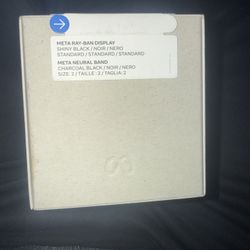 META RAY-BAN DISPLAY
SHINY BLACK / NOIR / NERO
STANDARD / STANDARD / STANDARD
META NEURAL BAND
CHARCOAL BLACK / NOIR / NERO
SIZE: 2 / TAILLE : 2 / TAGLIA: 2